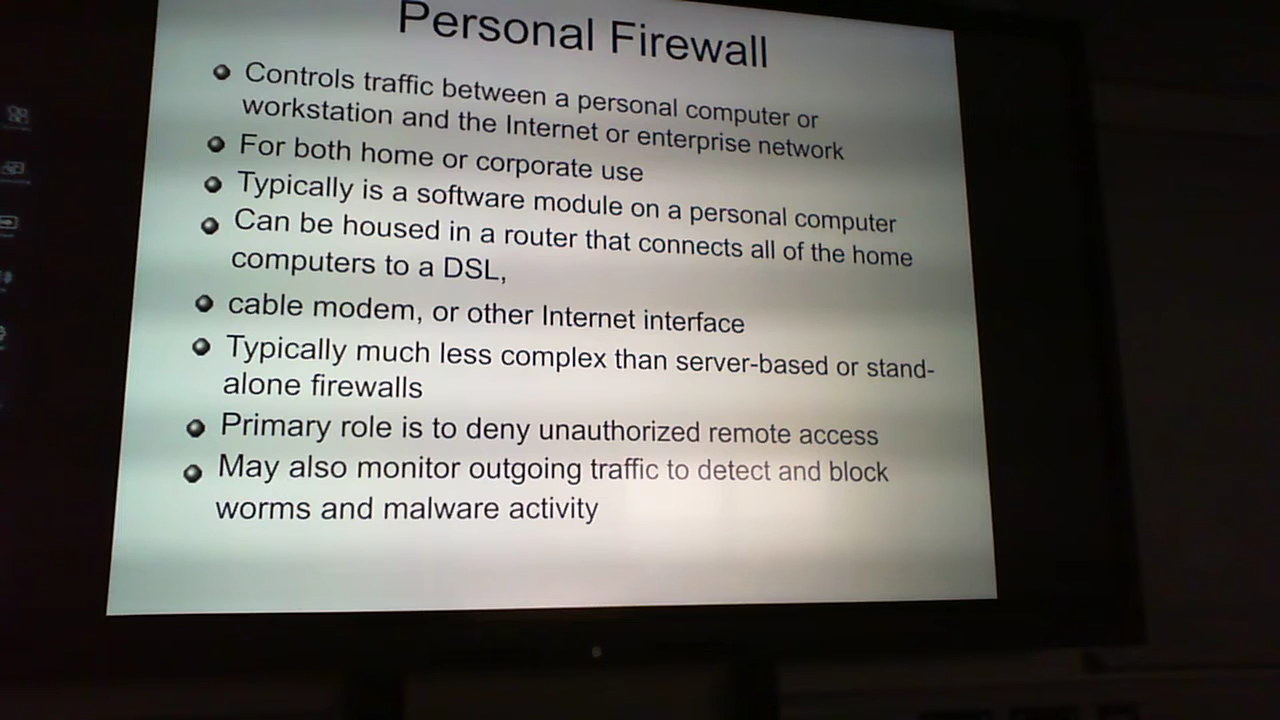 Personal Firewall
Controls traffic between a personal computer or
workstation and the Internet or enterprise network
For both home or corporate use
Typically is a software module on a personal computer
Can be housed in a router that connects all of the home
computers to a DSL,
cable modem, or other Internet interface
Typically much less complex than server-based or stand-
alone firewalls
Primary role is to deny unauthorized remote access
May also monitor outgoing traffic to detect and block
worms and malware activity